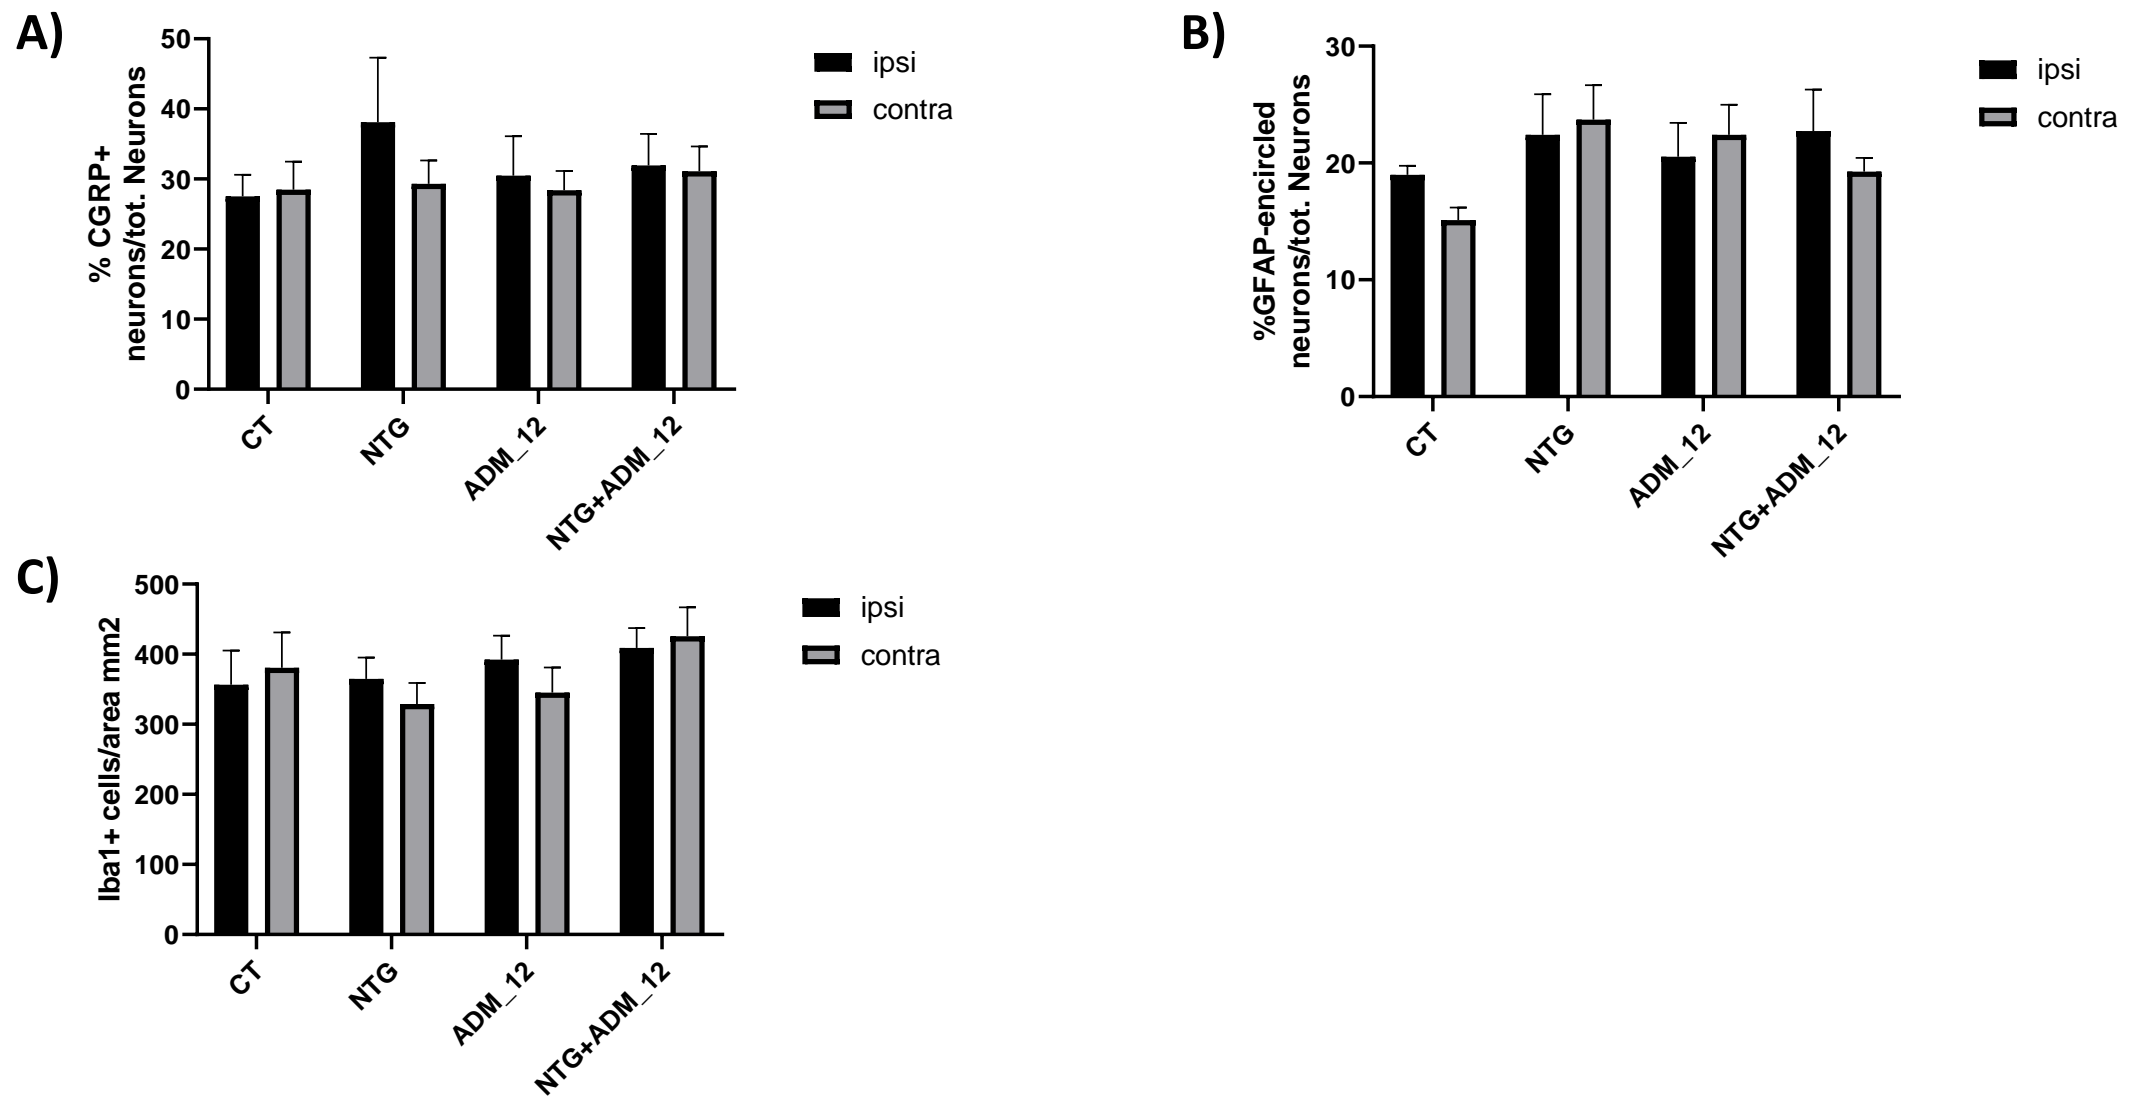 A)
% CGRP+
neurons/tot. Neurons
50
40
30
20
10
0
CT
NTG
ADM_12
NTG+ADM_12
ipsi
contra
B)
%GFAP-encircled
neurons/tot. Neurons
30
20
10
0
CT
NTG
ADM_12
NTG+ADM_12
ipsi
contra
C)
Iba1+ cells/area mm2
500
400
300
200
100
0
CT
NTG
ADM_12
NTG+ADM_12
ipsi
contra